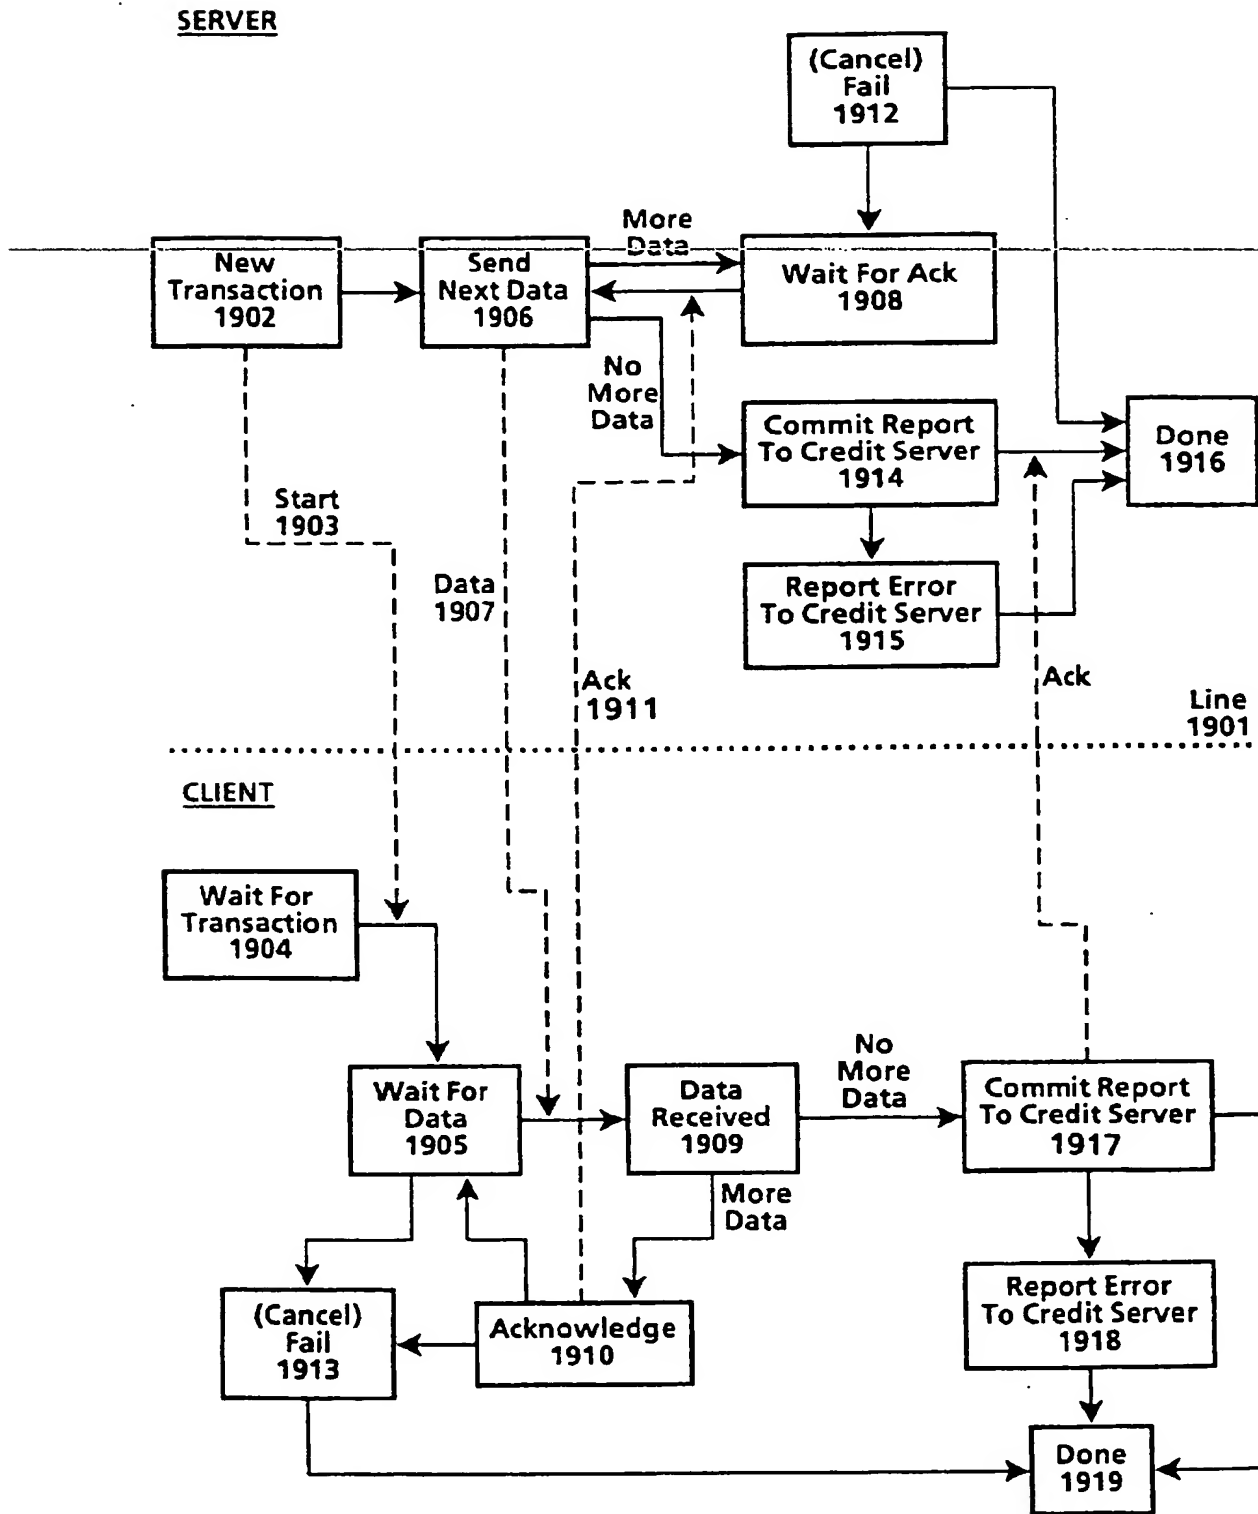 SERVER
(Cancel)
Fail
1912
More
Data
New
Transaction
1902
Send
Next Data
1906
Wait For Ack
1908
No
More
Data
Commit Report
To Credit Server
1914
Done
1916
Start
1903
Data
1907
Report Error
To Credit Server
1915
Ack
1911
Ack
Line
1901
CLIENT
Wait For
Transaction
1904
Wait For
Data
1905
Data
Received
1909
No
More
Data
Commit Report
To Credit Server
1917
More
Data
(Cancel)
Fail
1913
Acknowledge
1910
Report Error
To Credit Server
1918
Done
1919